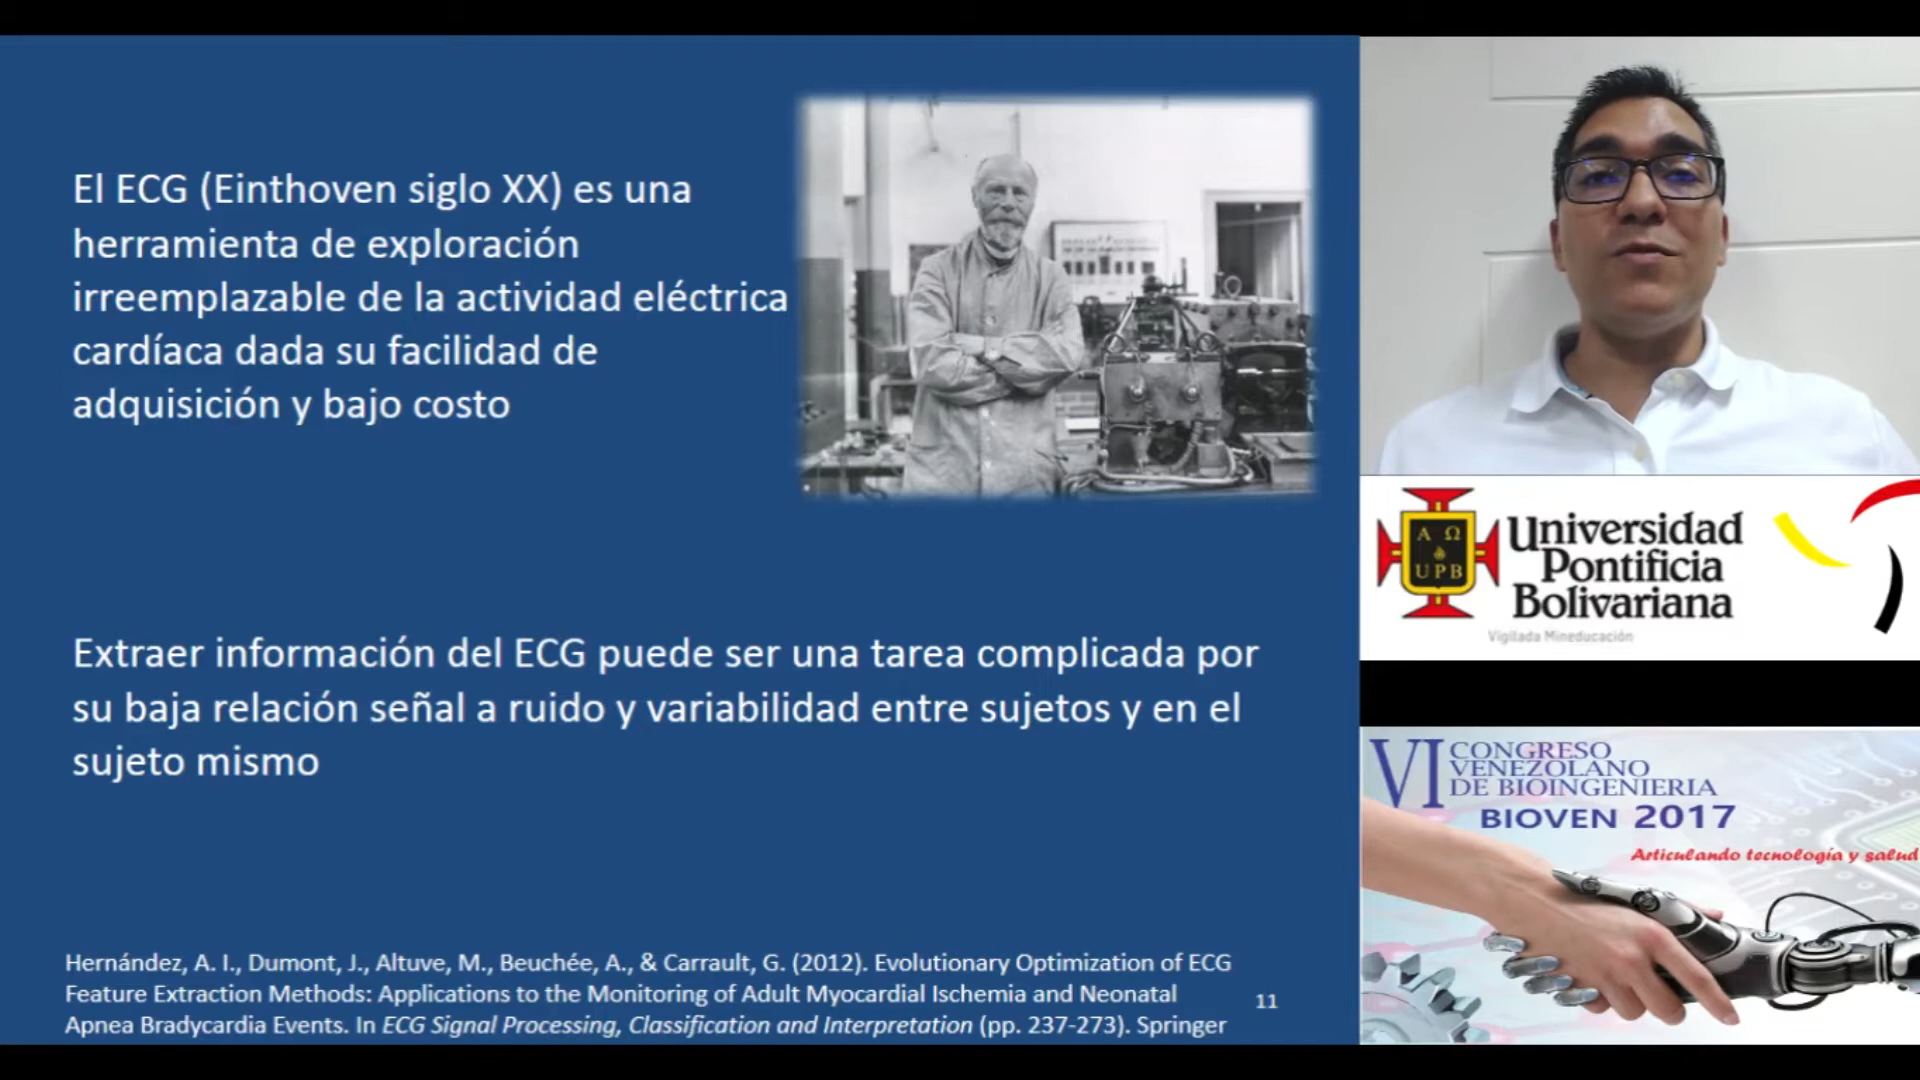 El ECG (Einthoven siglo XX) es una
herramienta de exploración
irreemplazable de la actividad eléctrica
cardíaca dada su facilidad de
adquisición y bajo costo
Extraer información del ECG puede ser una tarea complicada por
su baja relación señal a ruido y variabilidad entre sujetos y en el
sujeto mismo
Hernández, A. I., Dumont, J., Altuve, M., Beuchée, A., & Carrault, G. (2012). Evolutionary Optimization of ECG
Feature Extraction Methods: Applications to the Monitoring of Adult Myocardial Ischemia and Neonatal
Apnea Bradycardia Events. In ECG Signal Processing, Classification and Interpretation (pp. 237-273). Springer
11
Α Ω
UPB
Universidad
Pontificia
Bolivariana
Vigilada Mineducación
VI CONGRESO
VENEZOLANO
DE BIOINGENIERIA
BIOVEN 2017
Articulando tecnología y salud